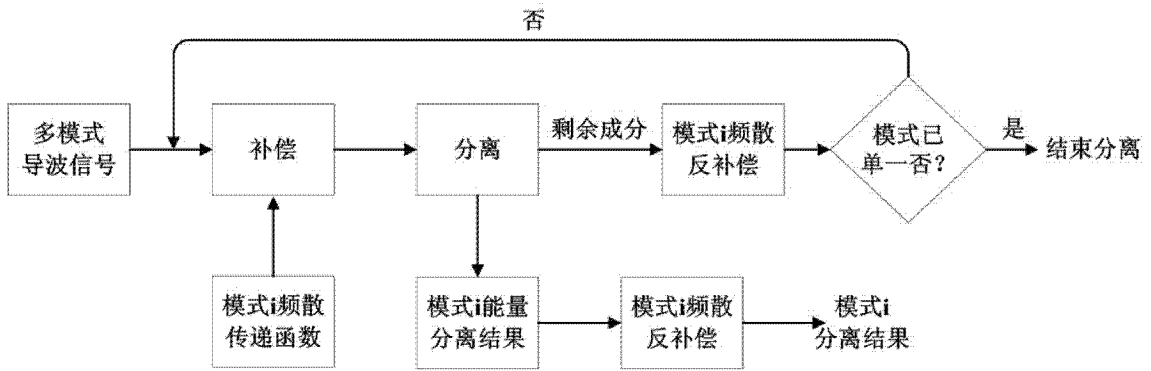 否
多模式
导波信号
补偿
分离
剩余成分
模式i频散
反补偿
模式已
单一否?
是
结束分离
模式i频散
传递函数
模式i能量
分离结果
模式i频散
反补偿
模式i
分离结果